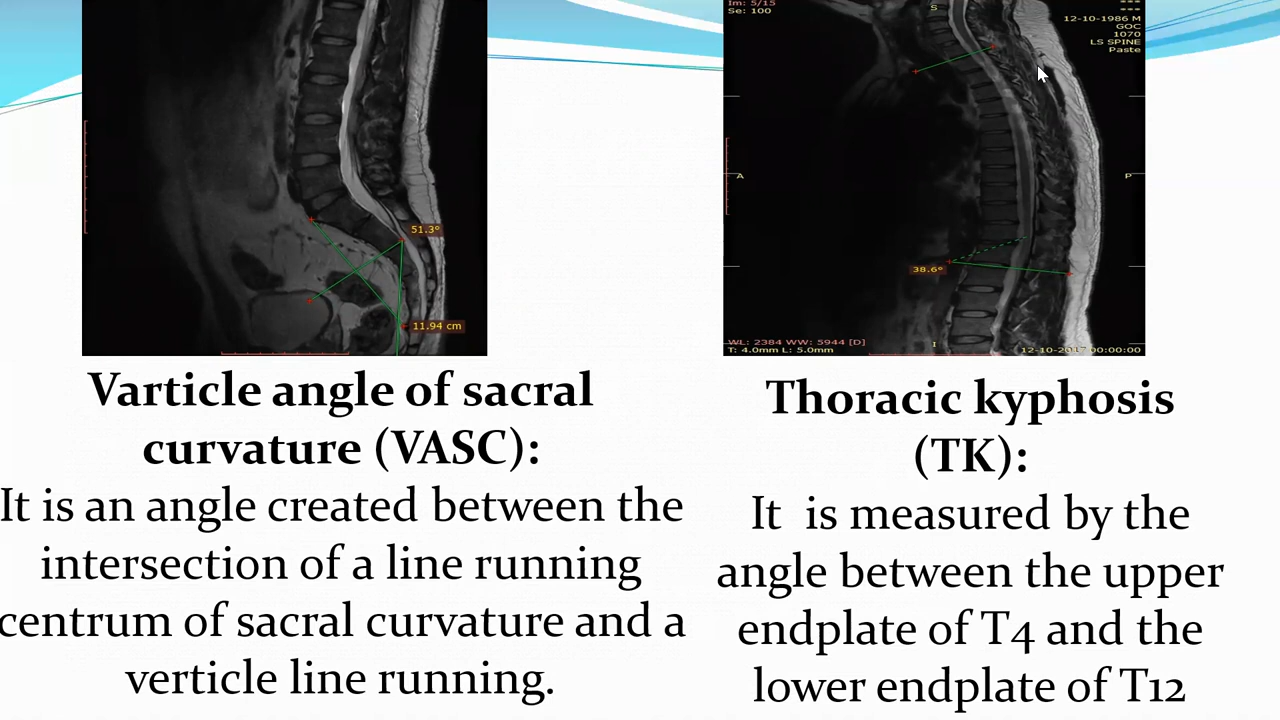 51.3°
11.94 cm
Varticle angle of sacral
curvature (VASC):
It is an angle created between the
intersection of a line running
centrum of sacral curvature and a
verticle line running.
Im: 5/15
Se: 100
S
12-10-1986 M
GOC
1070
LS SPINE
Paste
A
P
38.6°
WL: 2384 WW: 5944 [D]
T: 4.0mm L: 5.0mm
I
12-10-2017 00:00:00
Thoracic kyphosis
(TK):
It is measured by the
angle between the upper
endplate of T4 and the
lower endplate of T12